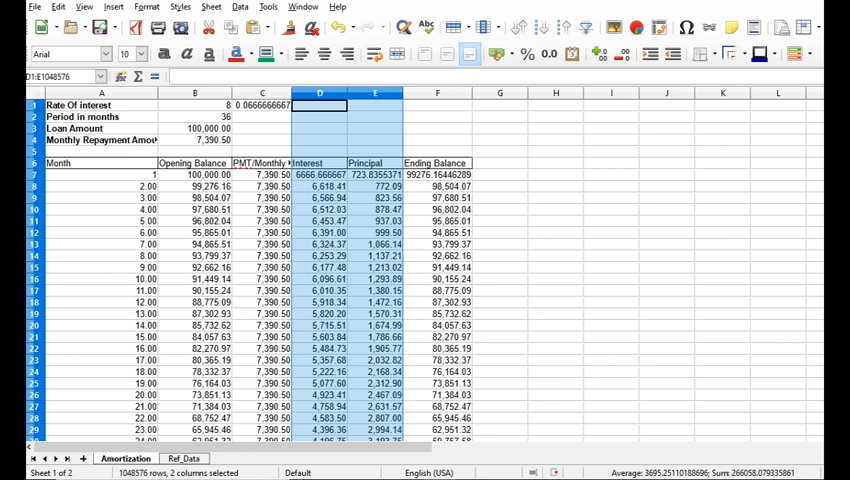 File Edit View Insert Format Styles Sheet Data Tools Window Help
Arial 10 % 0.0
D1:E1048576
A B C D E F G H I J K L
1 Rate Of interest 8 0.0666666667
2 Period in months 36
3 Loan Amount 100,000.00
4 Monthly Repayment Amou 7,390.50
5
6 Month Opening Balance PMT/Monthly Interest Principal Ending Balance
7 1 100,000.00 7,390.50 6666.666667 723.8355371 99276.16446289
8 2.00 99,276.16 7,390.50 6,618.41 772.09 98,504.07
9 3.00 98,504.07 7,390.50 6,566.94 823.56 97,680.51
10 4.00 97,680.51 7,390.50 6,512.03 878.47 96,802.04
11 5.00 96,802.04 7,390.50 6,453.47 937.03 95,865.01
12 6.00 95,865.01 7,390.50 6,391.00 999.50 94,865.51
13 7.00 94,865.51 7,390.50 6,324.37 1,066.14 93,799.37
14 8.00 93,799.37 7,390.50 6,253.29 1,137.21 92,662.16
15 9.00 92,662.16 7,390.50 6,177.48 1,213.02 91,449.14
16 10.00 91,449.14 7,390.50 6,096.61 1,293.89 90,155.24
17 11.00 90,155.24 7,390.50 6,010.35 1,380.15 88,775.09
18 12.00 88,775.09 7,390.50 5,918.34 1,472.16 87,302.93
19 13.00 87,302.93 7,390.50 5,820.20 1,570.31 85,732.62
20 14.00 85,732.62 7,390.50 5,715.51 1,674.99 84,057.63
21 15.00 84,057.63 7,390.50 5,603.84 1,786.66 82,270.97
22 16.00 82,270.97 7,390.50 5,484.73 1,905.77 80,365.19
23 17.00 80,365.19 7,390.50 5,357.68 2,032.82 78,332.37
24 18.00 78,332.37 7,390.50 5,222.16 2,168.34 76,164.03
25 19.00 76,164.03 7,390.50 5,077.60 2,312.90 73,851.13
26 20.00 73,851.13 7,390.50 4,923.41 2,467.09 71,384.03
27 21.00 71,384.03 7,390.50 4,758.94 2,631.57 68,752.47
28 22.00 68,752.47 7,390.50 4,583.50 2,807.00 65,945.46
29 23.00 65,945.46 7,390.50 4,396.36 2,994.14 62,951.32
24.00 62,951.32 7,390.50 4,196.75 3,193.75 59,757.58
Amortization Ref_Data
Sheet 1 of 2 1048576 rows, 2 columns selected Default English (USA) Average: 3695.25110188696; Sum: 266058.079335861